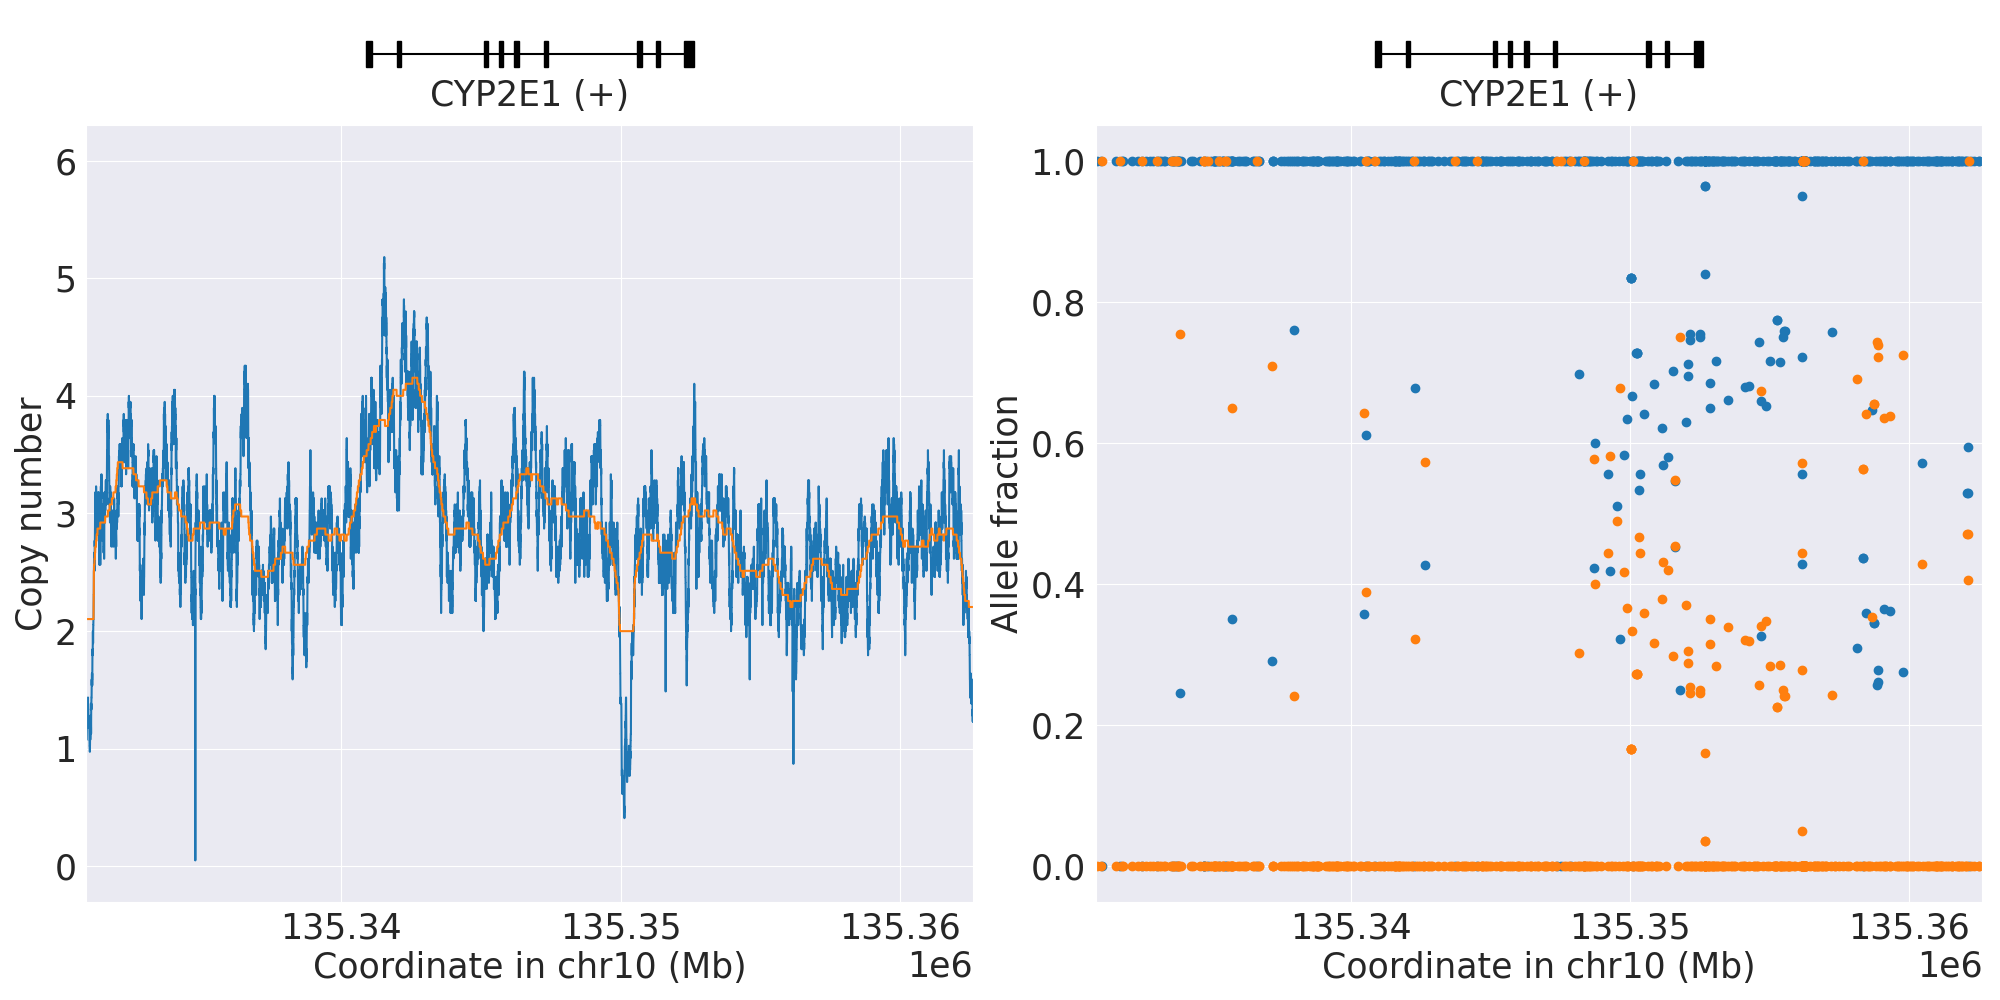 CYP2E1 (+)
6
5
4
3
2
1
0
Copy number
135.34 135.35 135.36
Coordinate in chr10 (Mb) 1e6
CYP2E1 (+)
1.0
0.8
0.6
0.4
0.2
0.0
Allele fraction
135.34 135.35 135.36
Coordinate in chr10 (Mb) 1e6